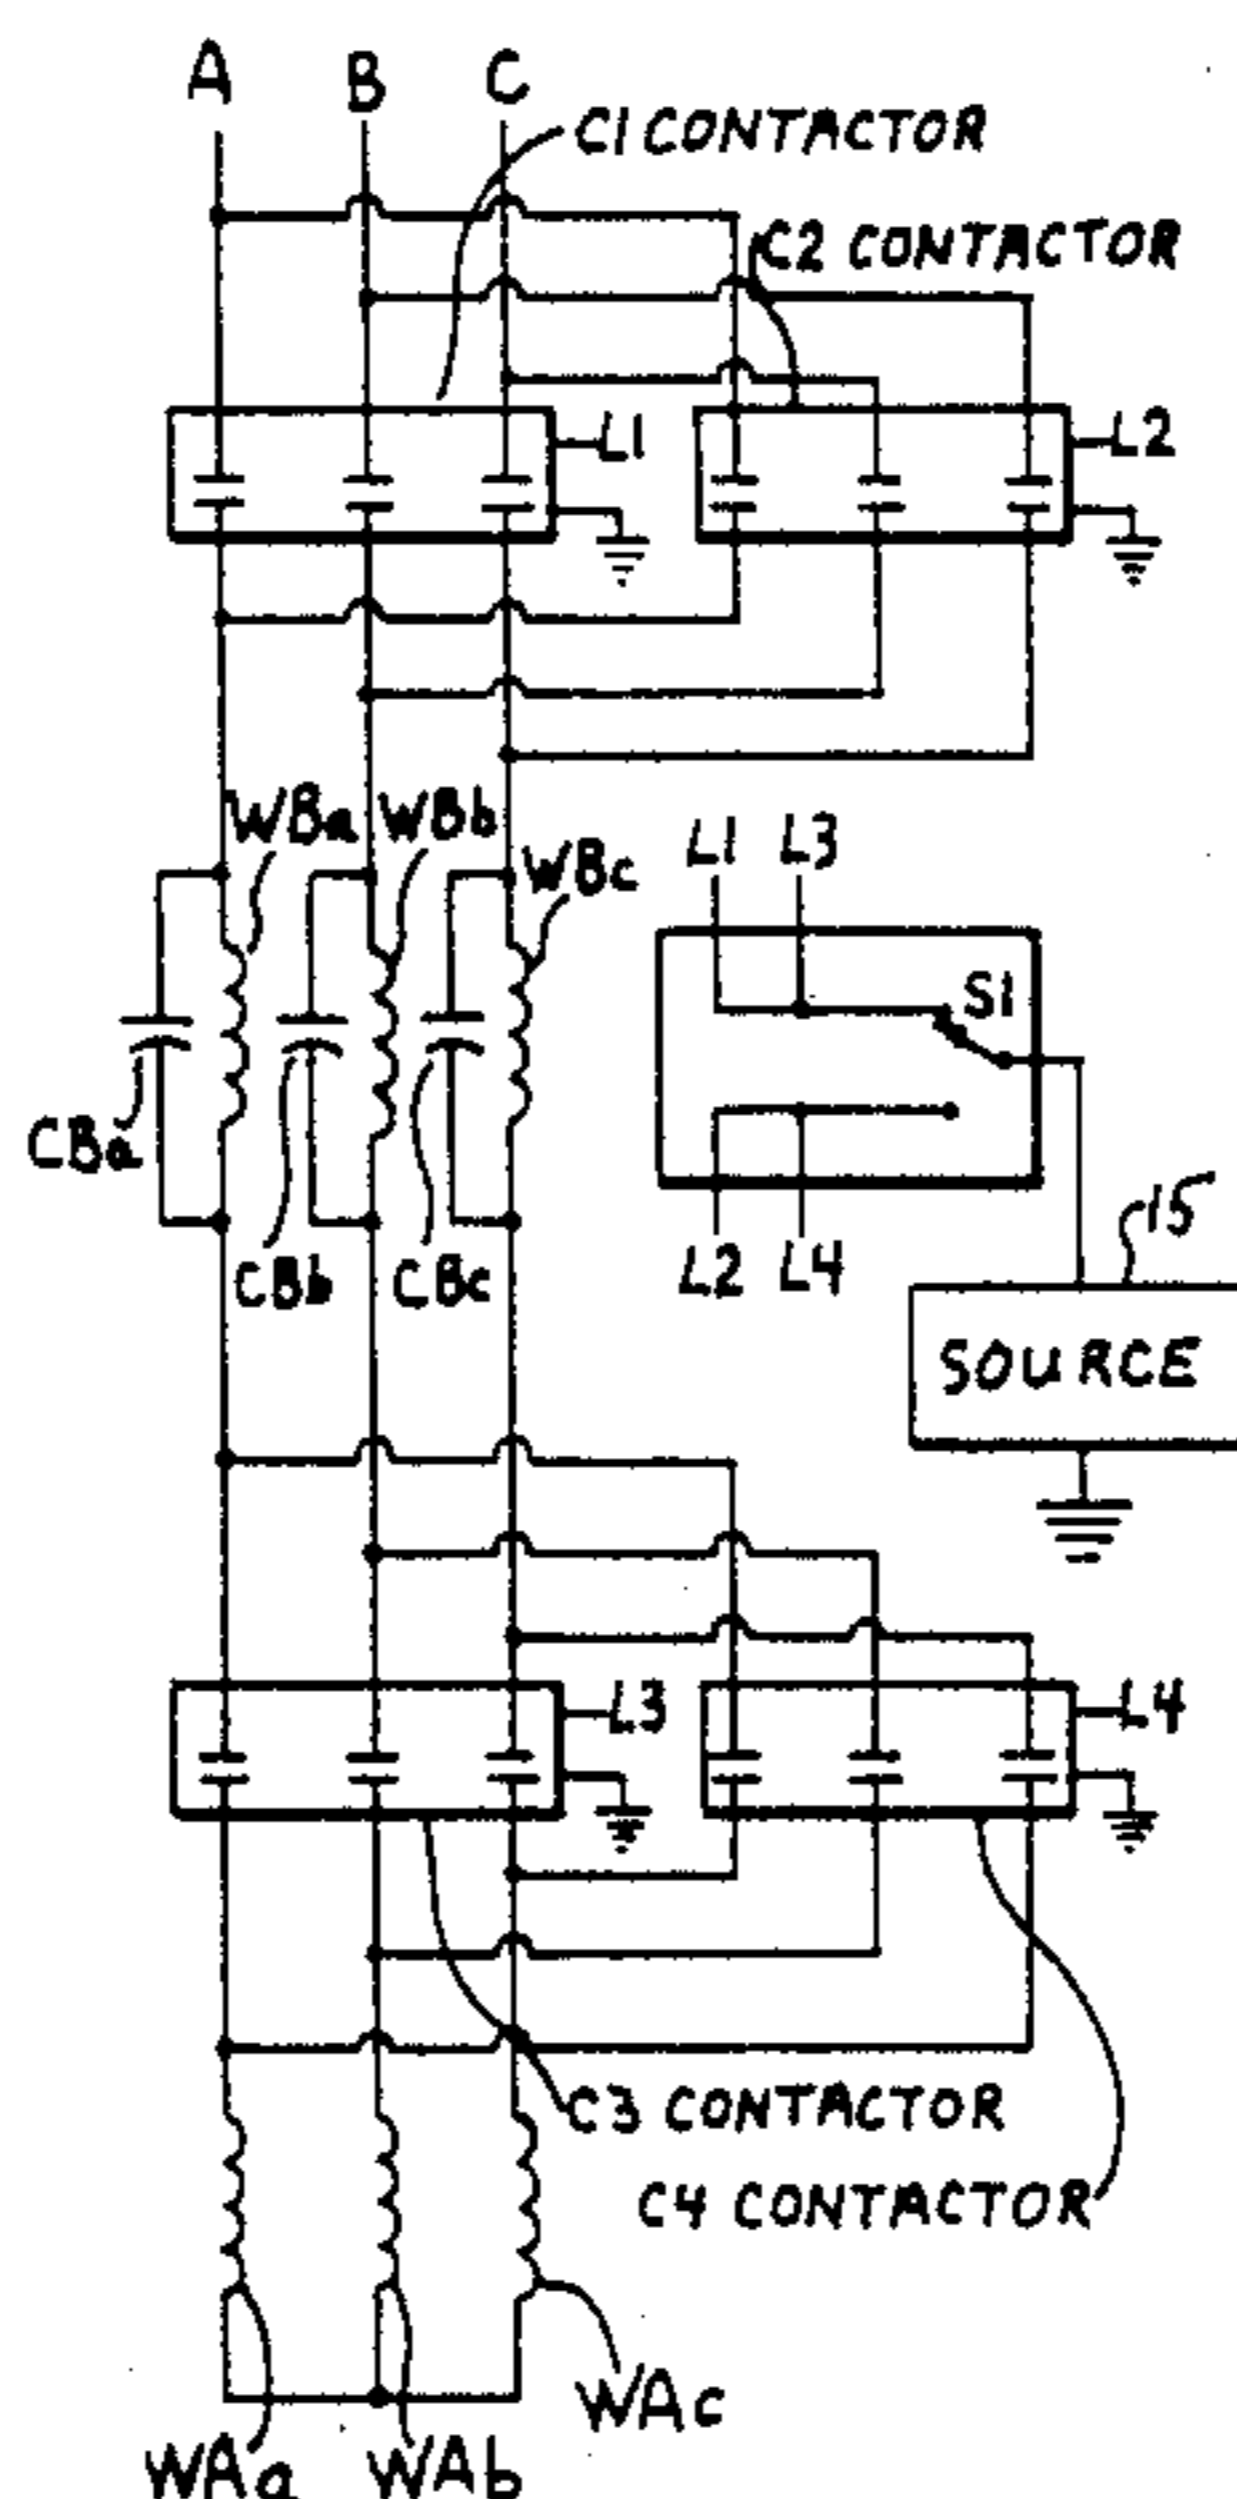 A B C
C1 CONTACTOR
C2 CONTACTOR
L1
L2
WBa WBb WBc
L1 L3
S1
CBa
CBb CBc
L2 L4
15
SOURCE
L3
L4
C3 CONTACTOR
C4 CONTACTOR
WAc
WAa WAb